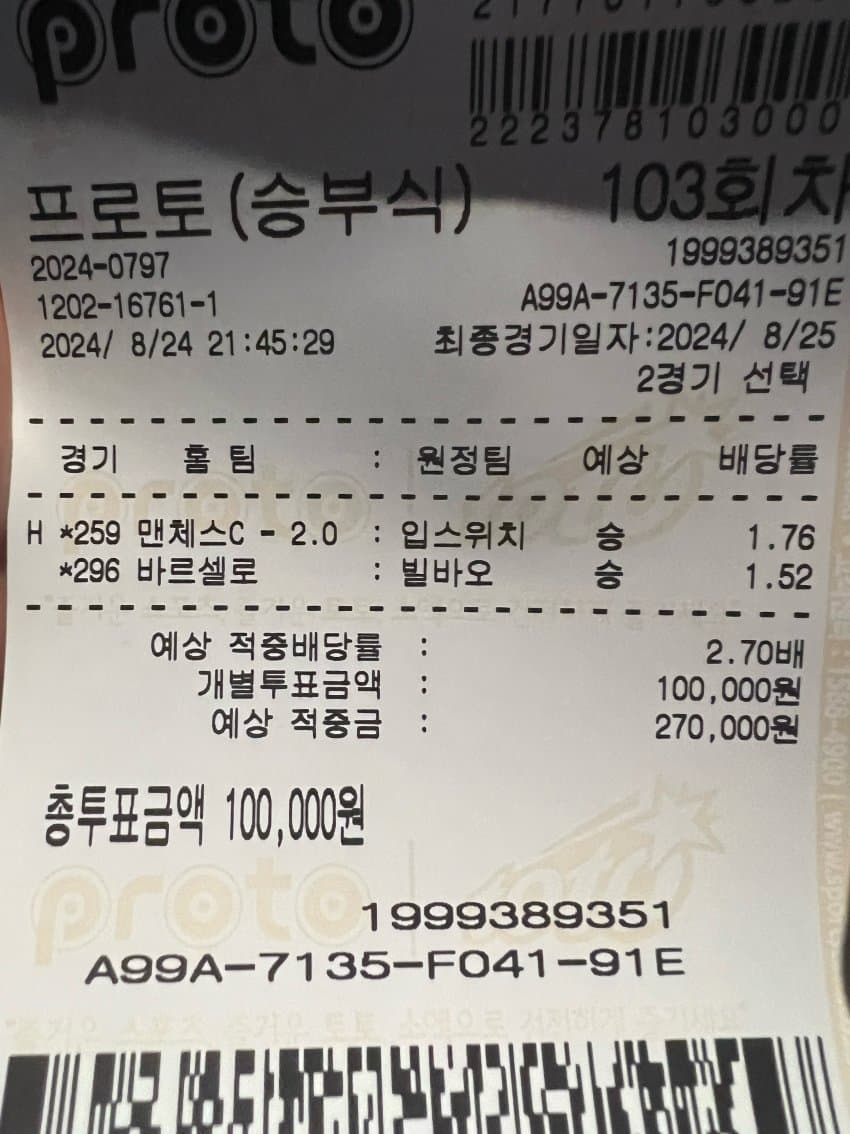 proto
222378103000
프로토(승부식) 103회차
2024-0797 1999389351
1202-16761-1 A99A-7135-F041-91E
2024/ 8/24 21:45:29 최종경기일자:2024/ 8/25
2경기 선택
경기 홈 팀 : 원정팀 예상 배당률
H *259 맨체스C - 2.0 : 입스위치 승 1.76
*296 바르셀로 : 빌바오 승 1.52
예상 적중배당률 : 2.70배
개별투표금액 : 100,000원
예상 적중금 : 270,000원
총투표금액 100,000원
proto
1999389351
A99A-7135-F041-91E